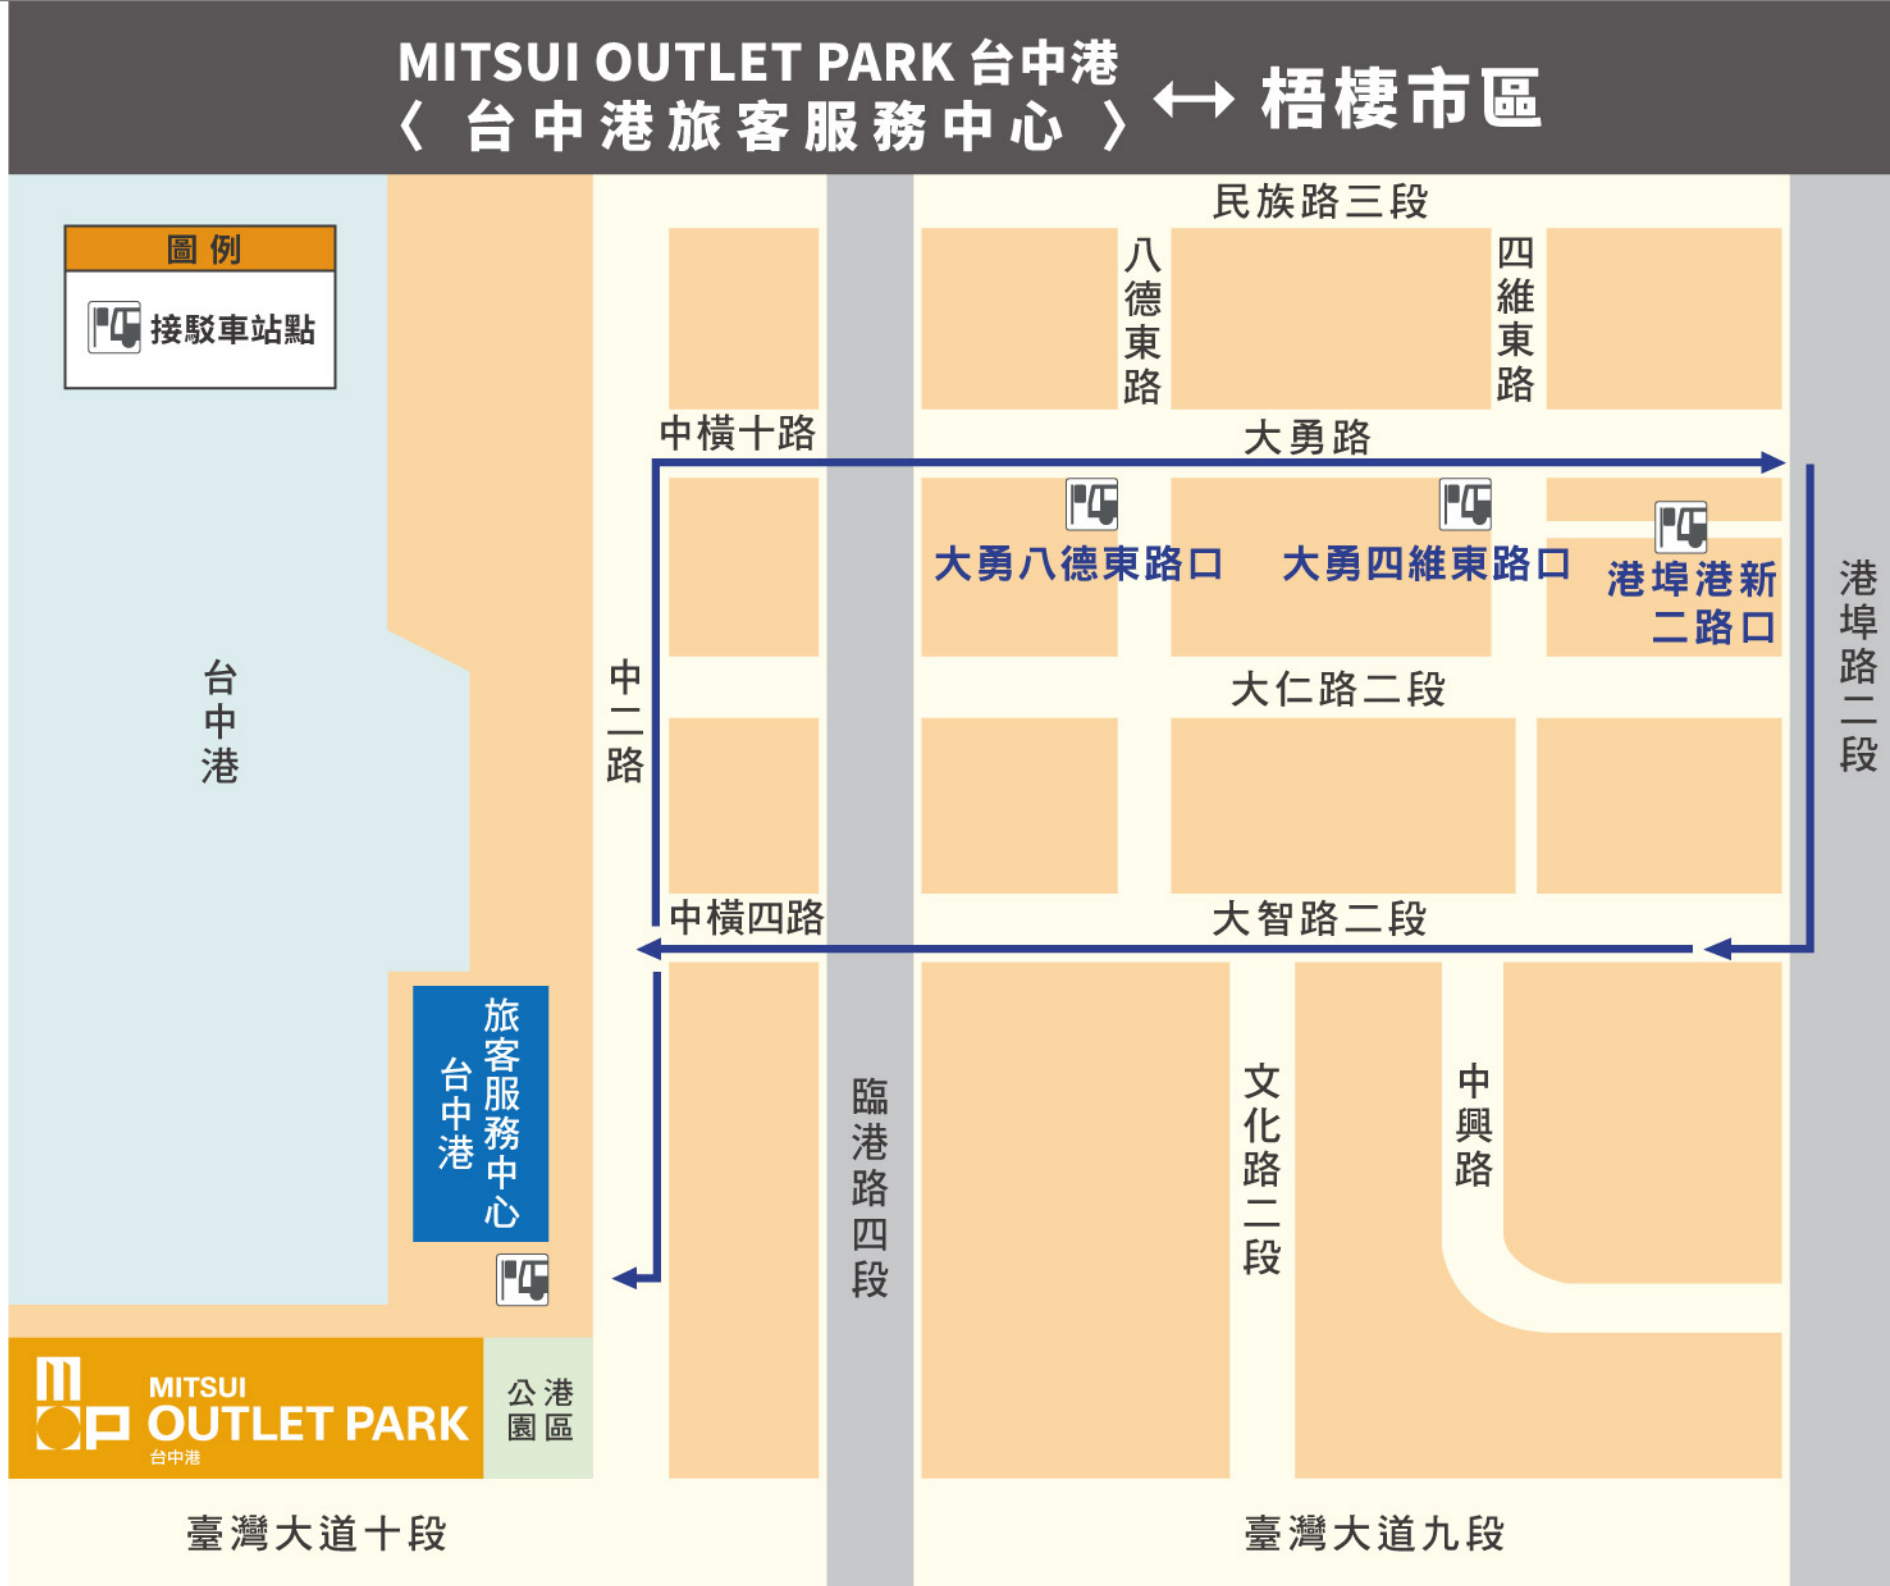 MITSUI OUTLET PARK 台中港
〈 台中港旅客服務中心 〉
↔ 梧棲市區
圖例
接駁車站點
民族路三段
八德東路
四維東路
中橫十路
大勇路
大勇八德東路口
大勇四維東路口
港埠港新
二路口
港埠路二段
台中港
中二路
大仁路二段
中橫四路
大智路二段
台中港
旅客服務中心
臨港路四段
文化路二段
中興路
MITSUI
OUTLET PARK
台中港
港區
公園
臺灣大道十段
臺灣大道九段